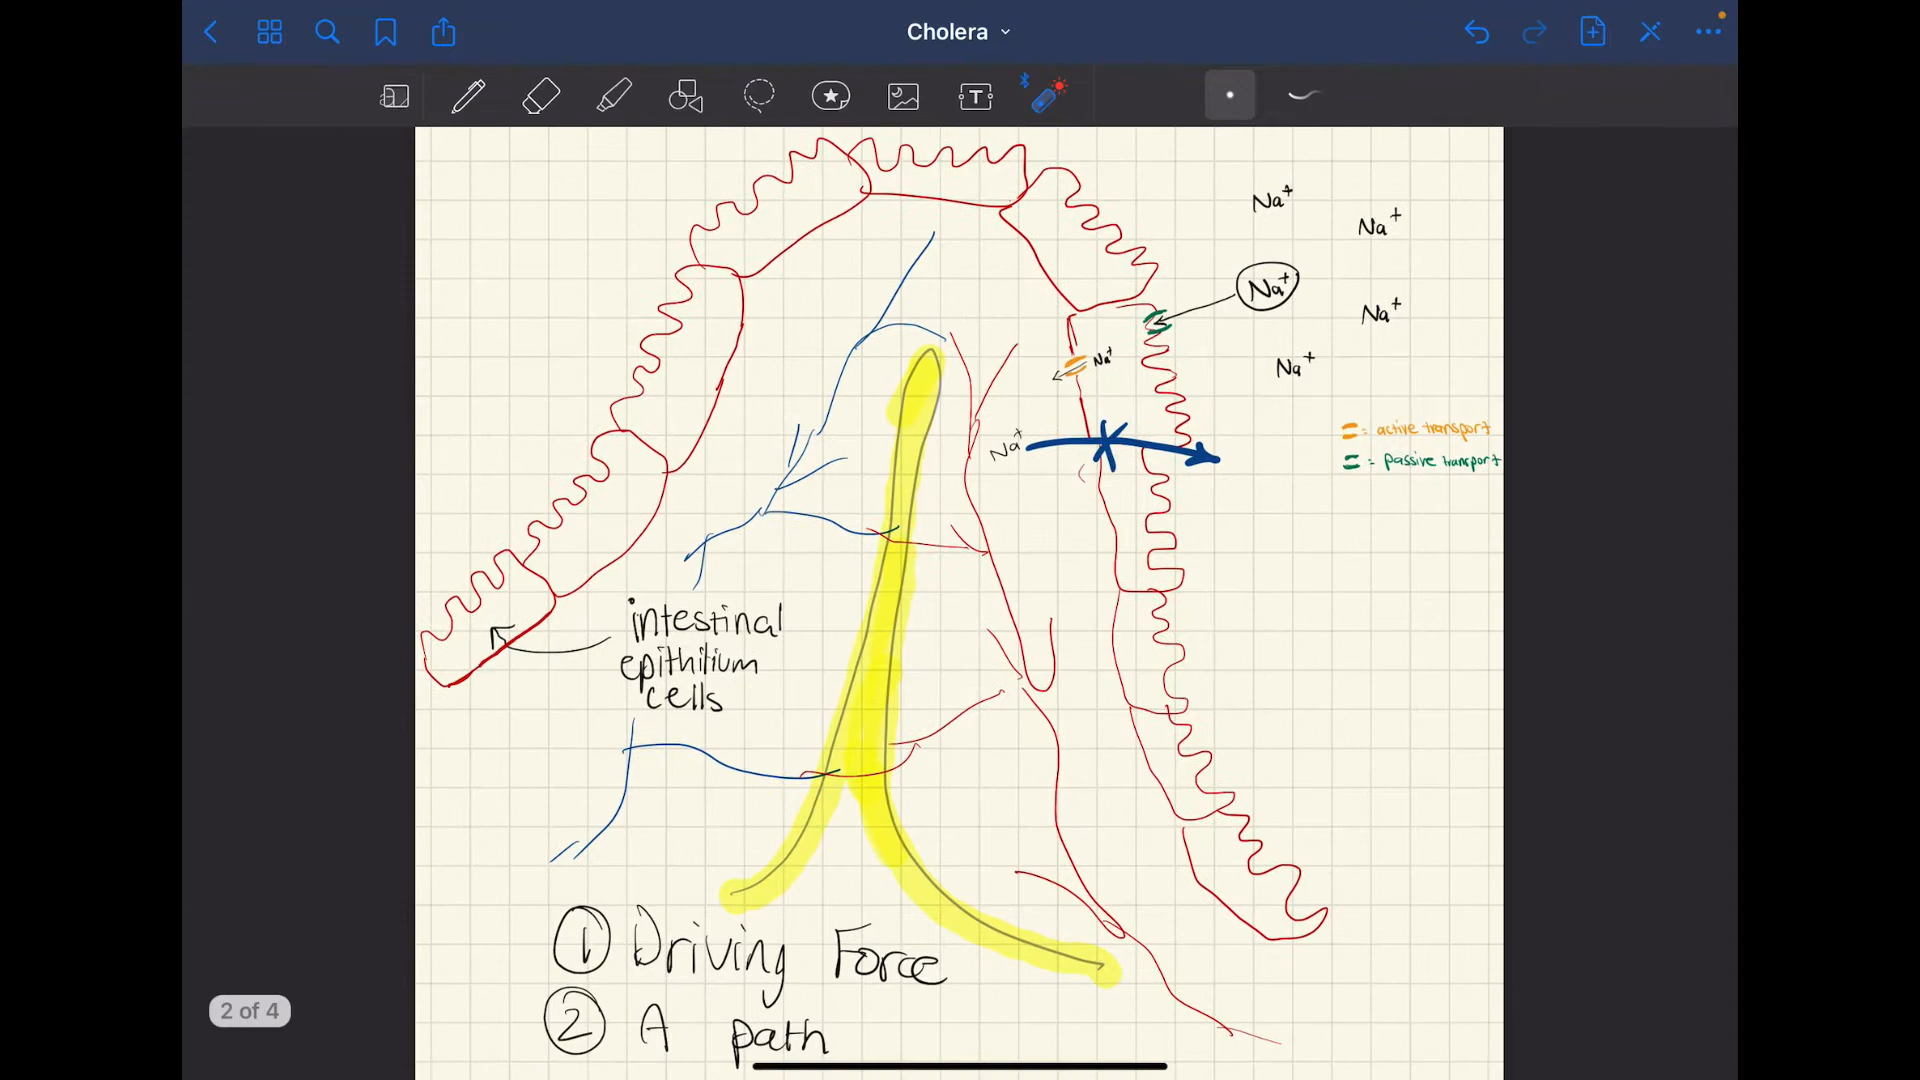 Cholera
Na+
Na+
Na+
Na+
Na+
Na+
Na+
= active transport
= passive transport
intestinal
epithilium
cells
① Driving Force
② A path
2 of 4
T